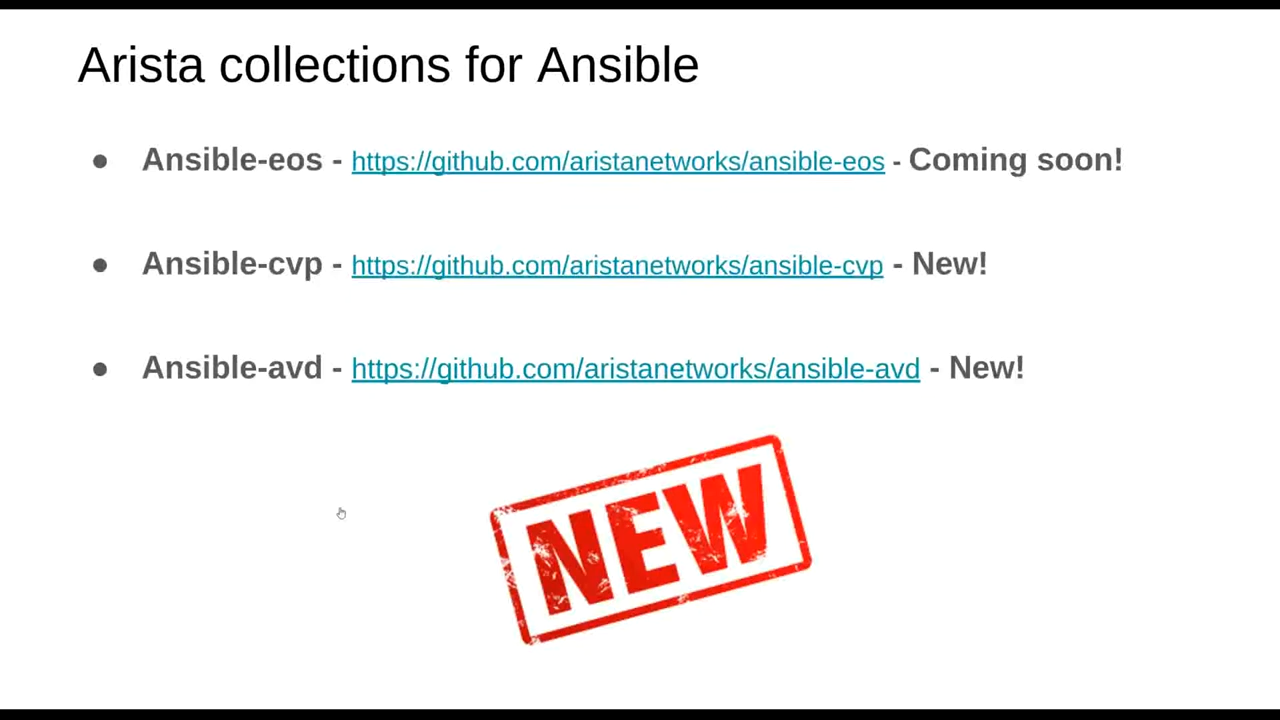 Arista collections for Ansible
● Ansible-eos - https://github.com/aristanetworks/ansible-eos - Coming soon!
● Ansible-cvp - https://github.com/aristanetworks/ansible-cvp - New!
● Ansible-avd - https://github.com/aristanetworks/ansible-avd - New!
NEW